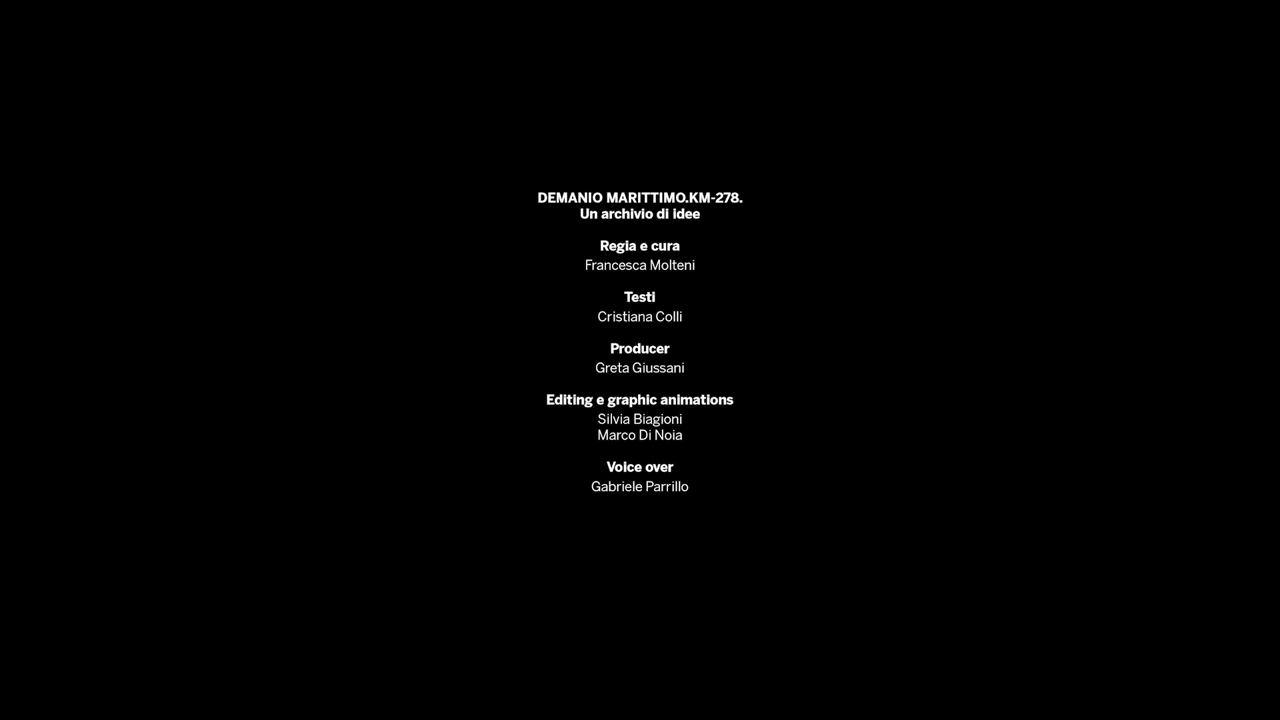 DEMANIO MARITTIMO.KM-278.
Un archivio di idee
Regia e cura
Francesca Molteni
Testi
Cristiana Colli
Producer
Greta Giussani
Editing e graphic animations
Silvia Biagioni
Marco Di Noia
Voice over
Gabriele Parrillo